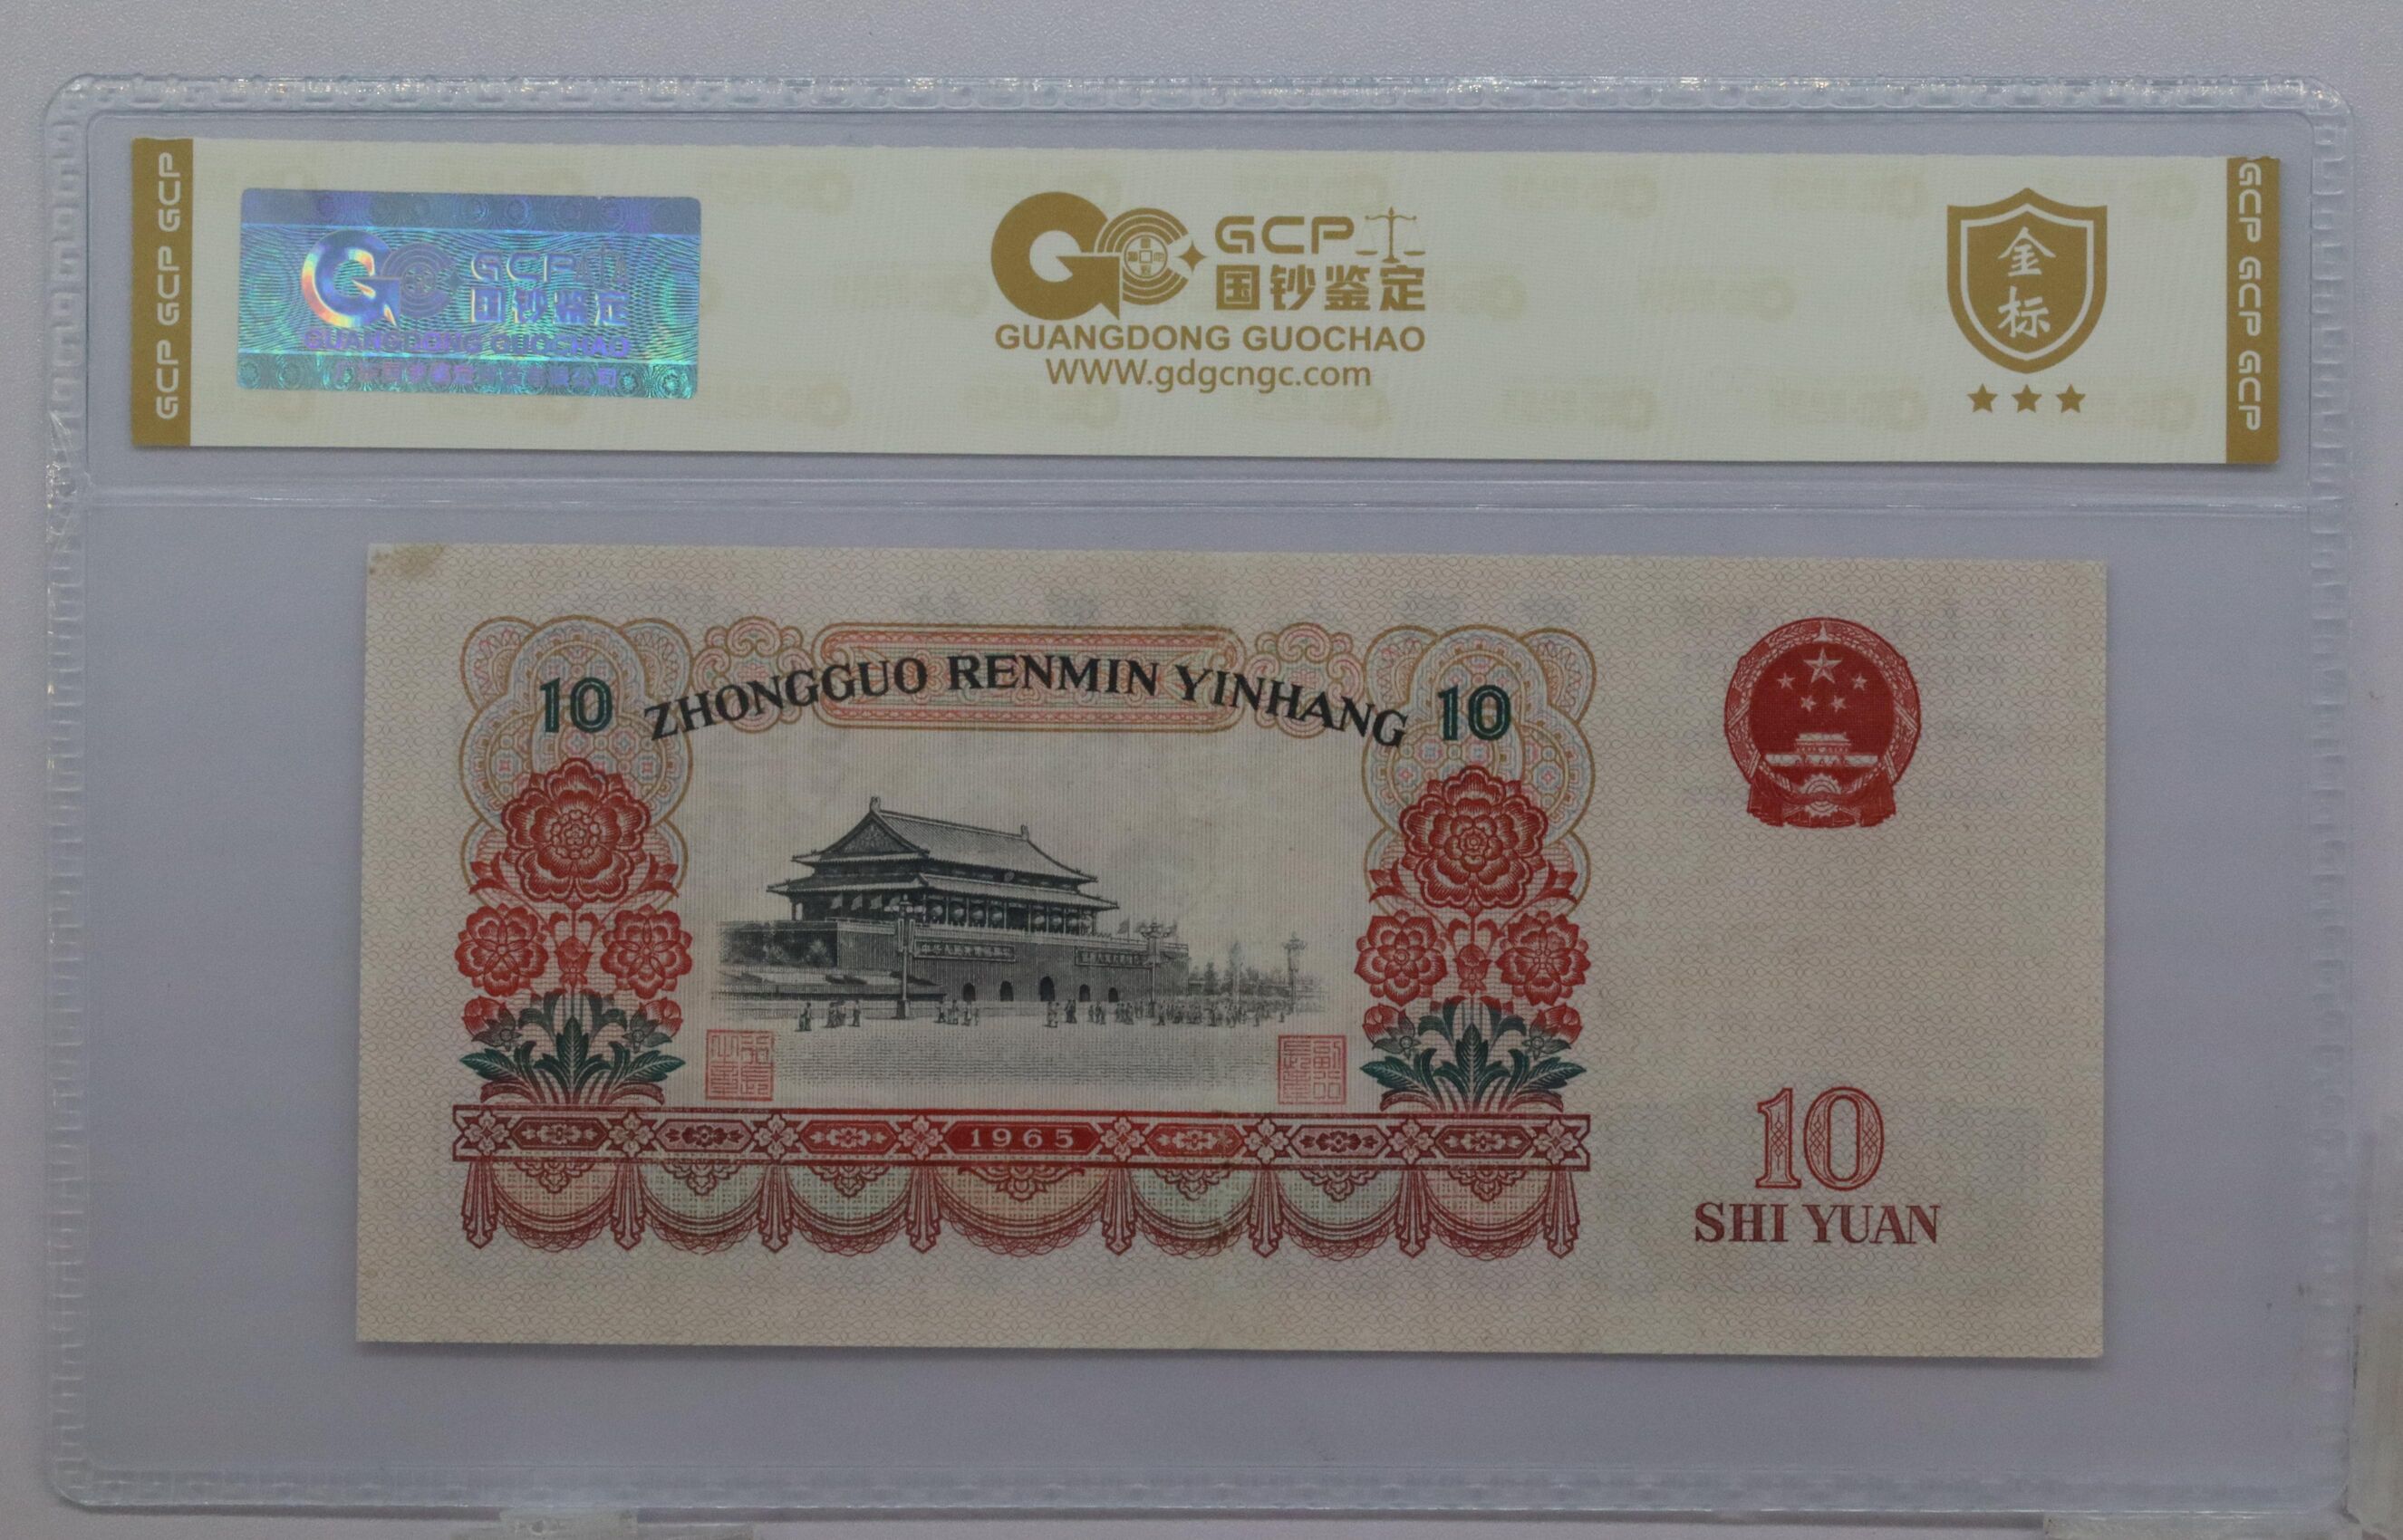 GCP GCP GCP
GCP
国钞鉴定
GUANGDONG GUOCHAO
GCP
国钞鉴定
GUANGDONG GUOCHAO
WWW.gdgcngc.com
金
标
GCP GCP GCP
10 ZHONGGUO RENMIN YINHANG 10
1965
10
SHI YUAN